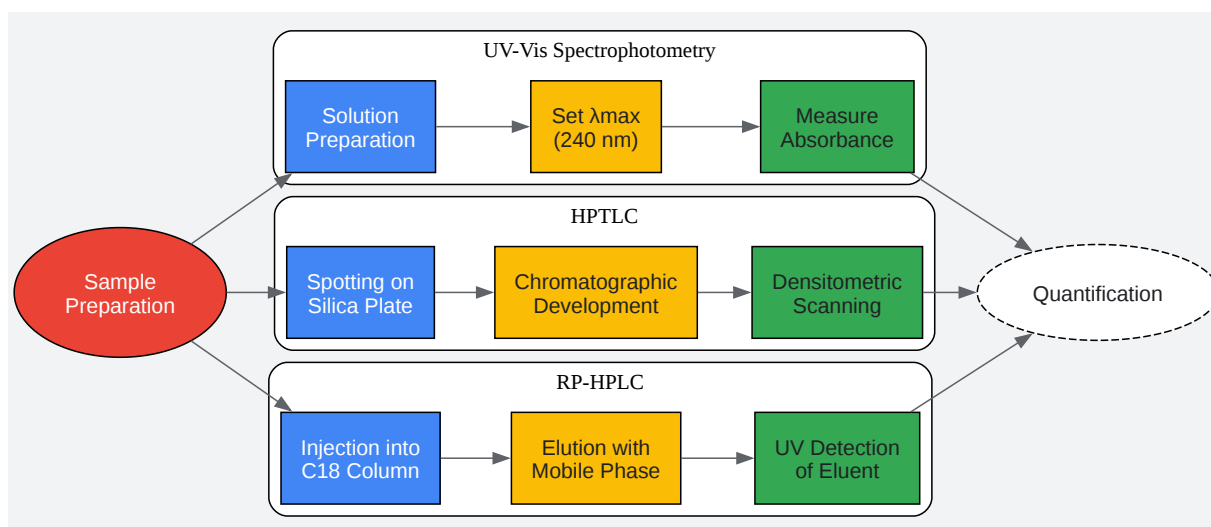 UV-Vis Spectrophotometry
Solution
Preparation
Set λmax
(240 nm)
Measure
Absorbance
HPTLC
Sample
Preparation
Spotting on
Silica Plate
Chromatographic
Development
Densitometric
Scanning
Quantification
RP-HPLC
Injection into
C18 Column
Elution with
Mobile Phase
UV Detection
of Eluent